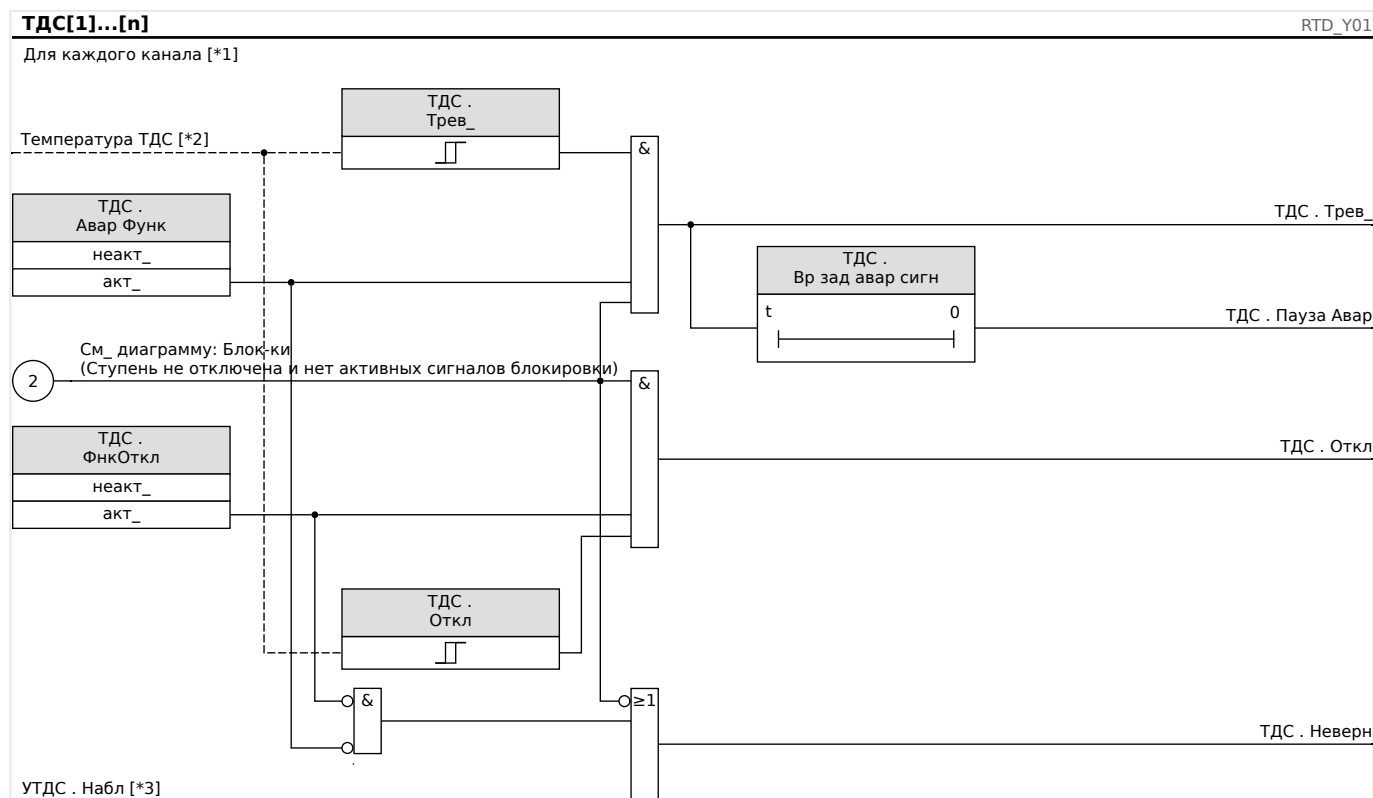 ТДС[1]...[n]
RTD_Y01
Для каждого канала [*1]
ТДС .
Трев_
Температура ТДС [*2]
&
ТДС .
Авар Функ
неакт_
акт_
ТДС . Трев_
ТДС .
Вр зад авар сигн
t 0
ТДС . Пауза Авар
См_ диаграмму: Блок-ки
(Ступень не отключена и нет активных сигналов блокировки)
2
&
ТДС .
ФнкОткл
неакт_
акт_
ТДС . Откл
ТДС .
Откл
&
≥1
ТДС . Неверн
УТДС . Набл [*3]